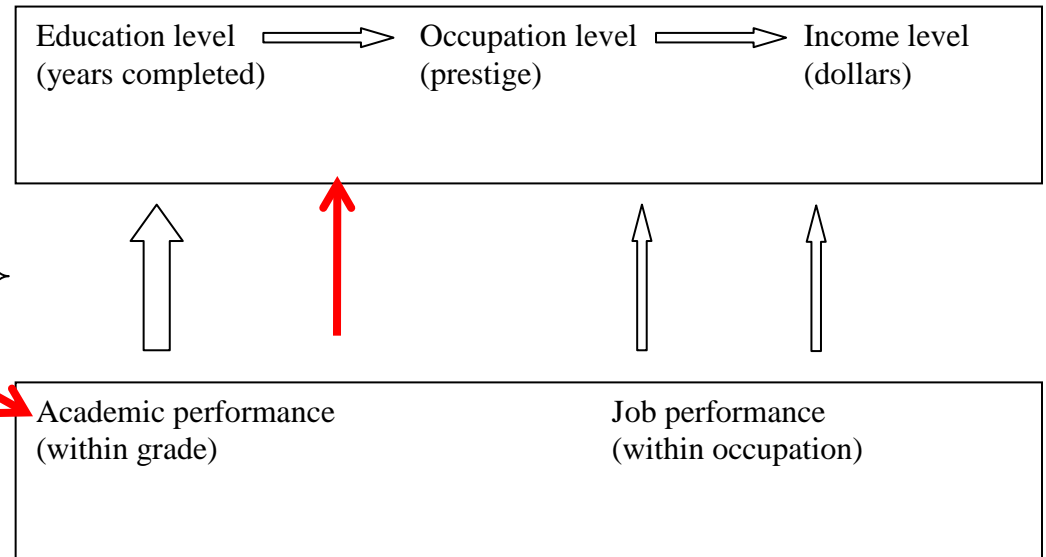 Education level Occupation level Income level
(years completed) (prestige) (dollars)
Academic performance Job performance
(within grade) (within occupation)